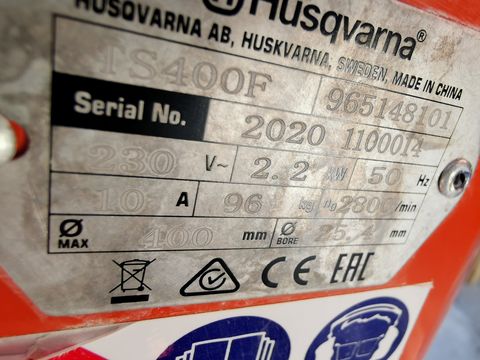 Husqvarna®
HUSQVARNA AB, HUSKVARNA, SWEDEN, MADE IN CHINA
TS400F 965148101
Serial No. 2020 1100014
230 V~ 2.2 kW 50 Hz
10 A 96 kg n₀ 2800/min
Ø MAX 400 mm Ø BORE 25.4 mm
CE EAC